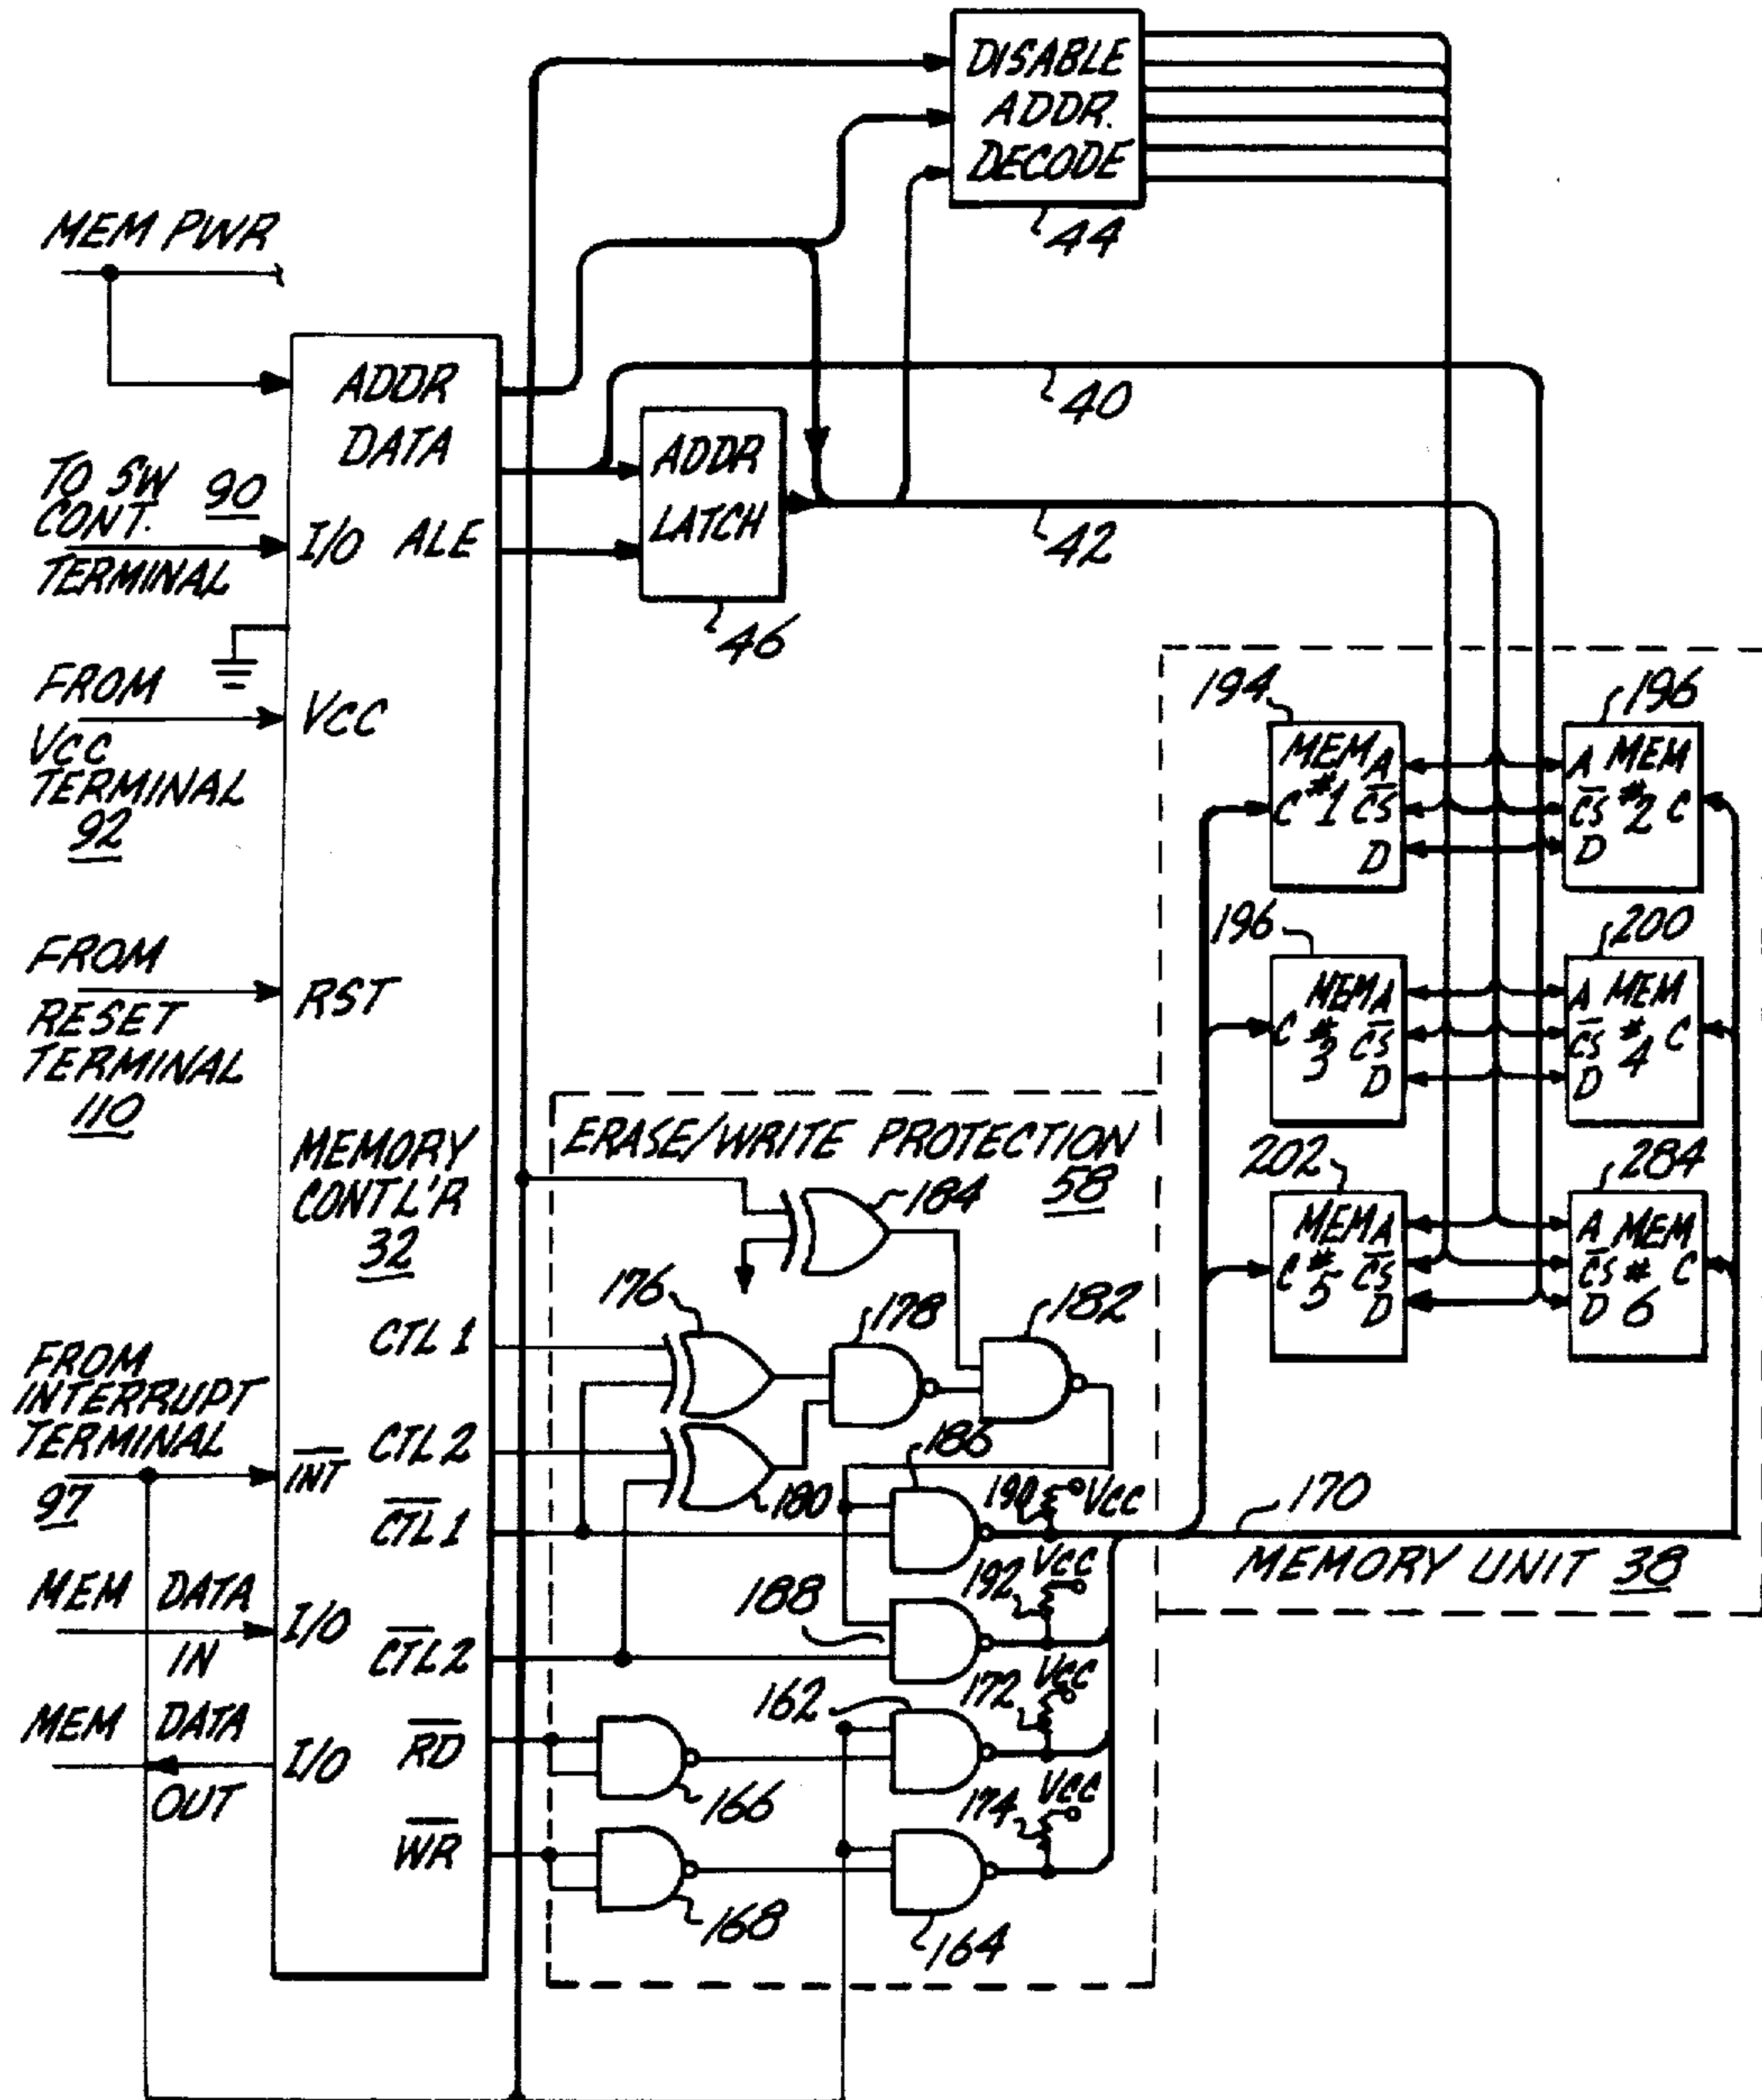 DISABLE
ADDR.
DECODE
44
MEM PWR
ADDR
DATA
I/O ALE
VCC
RST
MEMORY
CONTL'R
32
CTL 1
CTL 2
INT
CTL 1
I/O
CTL 2
I/O
RD
WR
TO SW 90
CONT.
TERMINAL
FROM
VCC
TERMINAL
92
FROM
RESET
TERMINAL
110
FROM
INTERRUPT
TERMINAL
97
MEM DATA
IN
MEM DATA
OUT
ADDR
LATCH
46
40
42
ERASE/WRITE PROTECTION
58
184
176
178
182
180
186
190
VCC
188
192
VCC
162
172
VCC
166
174
VCC
168
164
170
MEMORY UNIT 38
194
MEM A
C #1 CS
D
196
A MEM
CS #2 C
D
196
MEM A
C #3 CS
D
200
A MEM
CS #4 C
D
202
MEM A
C #5 CS
D
284
A MEM
CS #6 C
D